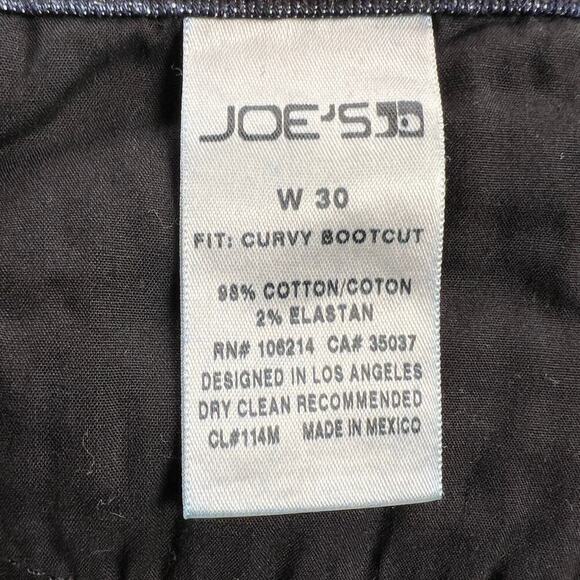 JOE'S
W 30
FIT: CURVY BOOTCUT
98% COTTON/COTON
2% ELASTAN
RN# 106214 CA# 35037
DESIGNED IN LOS ANGELES
DRY CLEAN RECOMMENDED
CL#114M MADE IN MEXICO